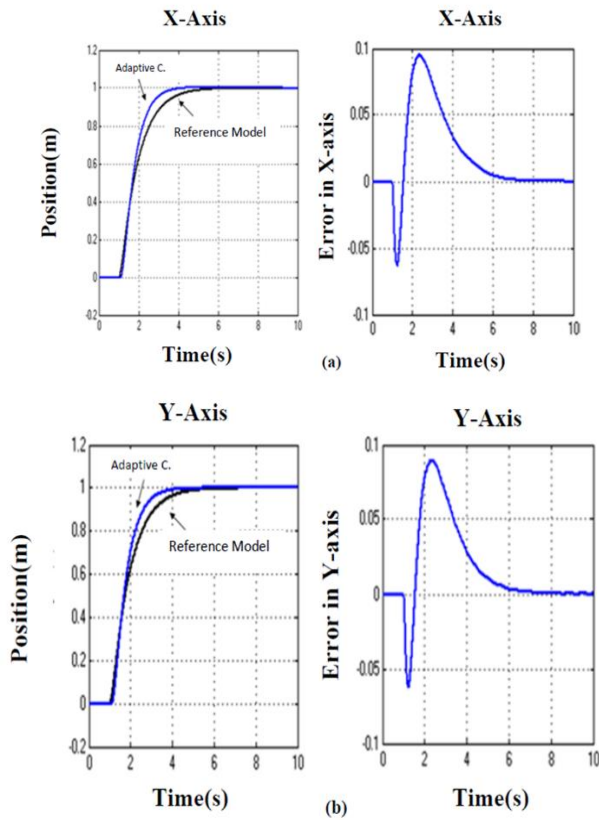 X-Axis
1.2
1
0.8
0.6
0.4
0.2
0
-0.2
0
2
4
6
8
10
Adaptive C.
Reference Model
Position(m)
Time(s)
X-Axis
0.1
0.05
0
-0.05
-0.1
0
2
4
6
8
10
Error in X-axis
Time(s)
(a)
Y-Axis
1.2
1
0.8
0.6
0.4
0.2
0
-0.2
0
2
4
6
8
10
Adaptive C.
Reference Model
Position(m)
Time(s)
Y-Axis
0.1
0.05
0
-0.05
-0.1
0
2
4
6
8
10
Error in Y-axis
Time(s)
(b)